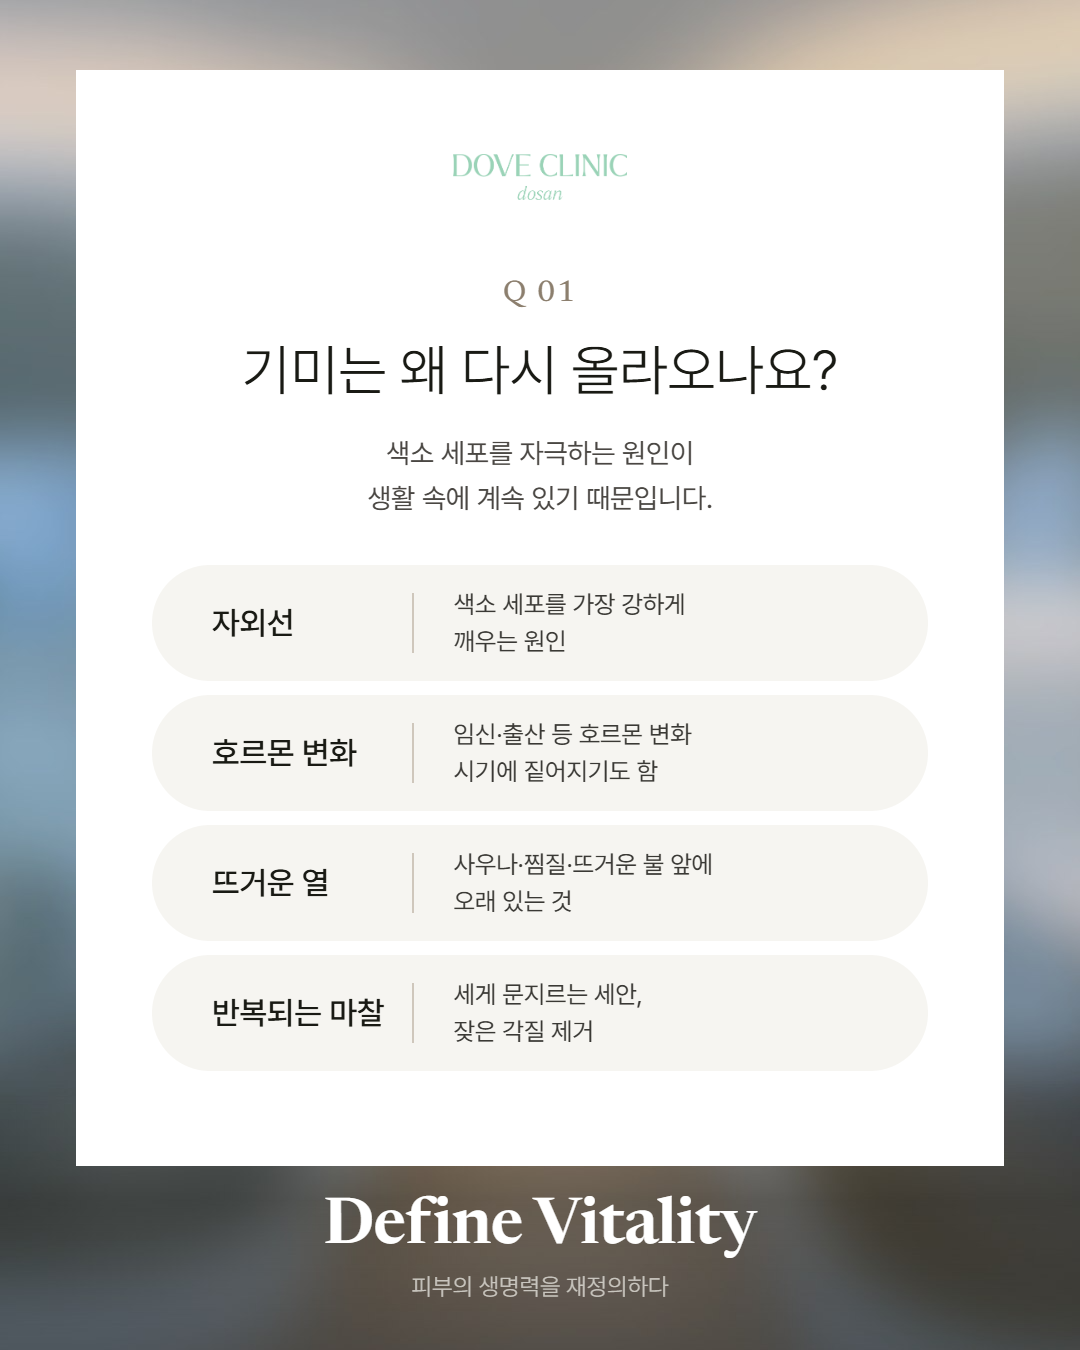 DOVE CLINIC
dosan
Q 01
기미는 왜 다시 올라오나요?
색소 세포를 자극하는 원인이
생활 속에 계속 있기 때문입니다.
자외선
색소 세포를 가장 강하게
깨우는 원인
호르몬 변화
임신·출산 등 호르몬 변화
시기에 짙어지기도 함
뜨거운 열
사우나·찜질·뜨거운 불 앞에
오래 있는 것
반복되는 마찰
세게 문지르는 세안,
잦은 각질 제거
Define Vitality
피부의 생명력을 재정의하다